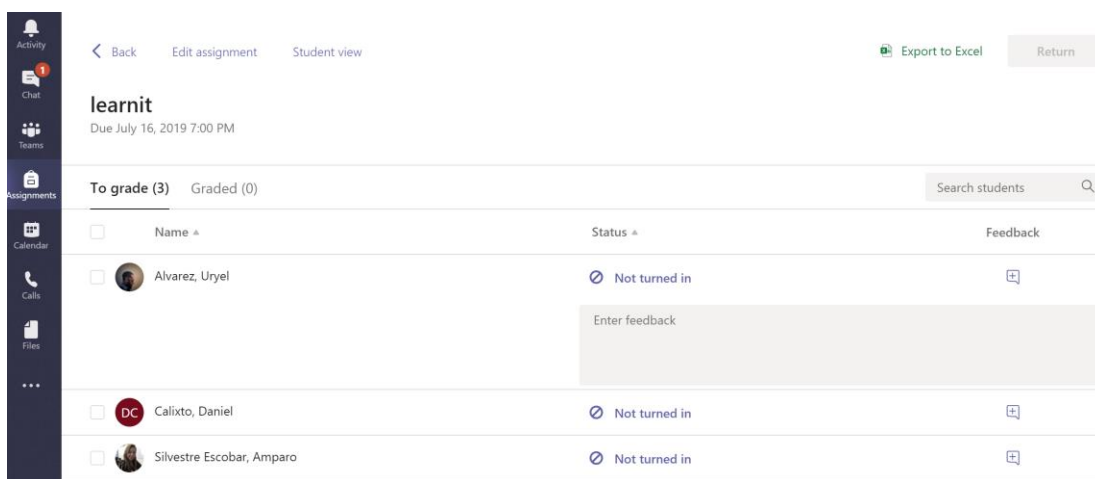 Activity
1
Chat
Teams
Assignments
Calendar
Calls
Files
Back Edit assignment Student view
Export to Excel Return
learnit
Due July 16, 2019 7:00 PM
To grade (3) Graded (0)
Search students
Name Status Feedback
Alvarez, Uryel Not turned in
Enter feedback
DC Calixto, Daniel Not turned in
Silvestre Escobar, Amparo Not turned in